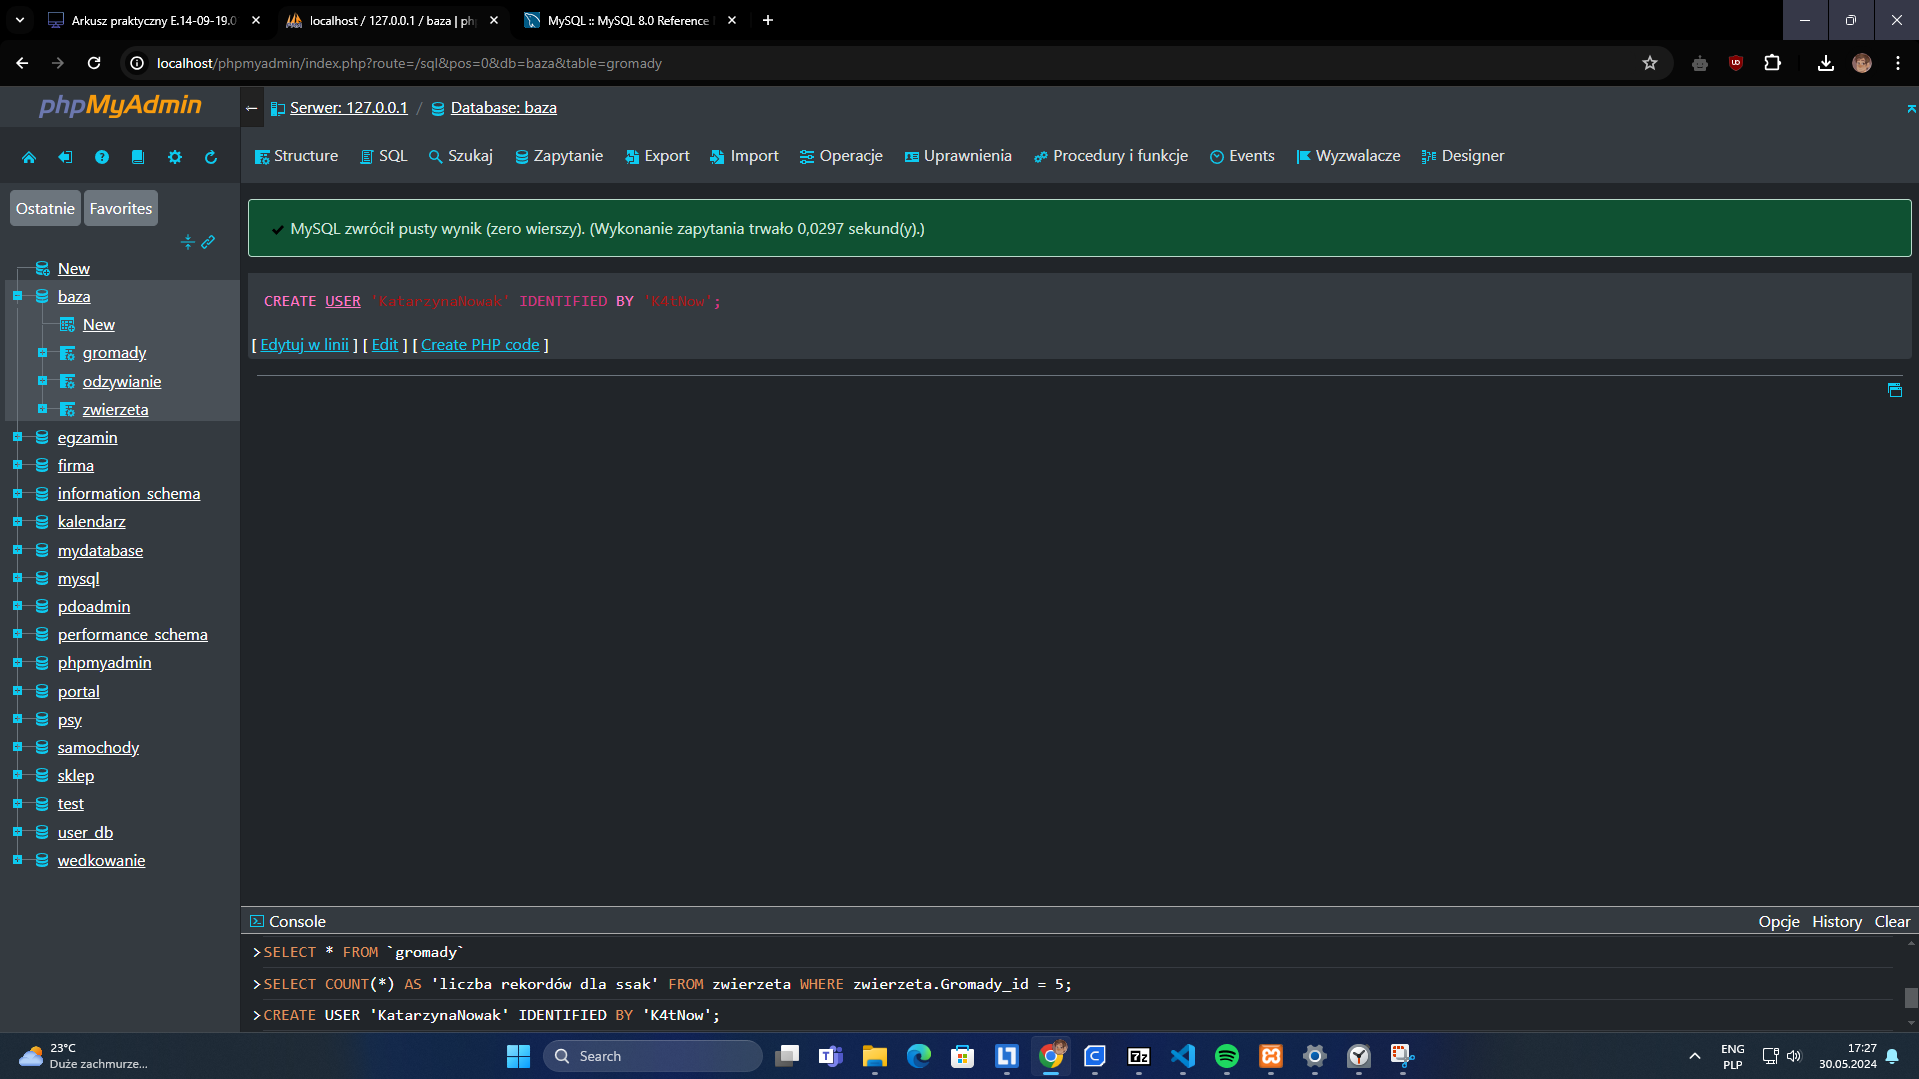 Arkusz praktyczny E.14-09-19.0
localhost / 127.0.0.1 / baza | ph
MySQL :: MySQL 8.0 Reference
localhost/phpmyadmin/index.php?route=/sql&pos=0&db=baza&table=gromady
phpMyAdmin
Serwer: 127.0.0.1 / Database: baza
Structure SQL Szukaj Zapytanie Export Import Operacje Uprawnienia Procedury i funkcje Events Wyzwalacze Designer
Ostatnie Favorites
New
baza
New
gromady
odzywianie
zwierzeta
egzamin
firma
information_schema
kalendarz
mydatabase
mysql
pdoadmin
performance_schema
phpmyadmin
portal
psy
samochody
sklep
test
user_db
wedkowanie
MySQL zwrócił pusty wynik (zero wierszy). (Wykonanie zapytania trwało 0,0297 sekund(y).)
CREATE USER 'KatarzynaNowak' IDENTIFIED BY 'K4tNow';
[ Edytuj w linii ] [ Edit ] [ Create PHP code ]
Console
Opcje History Clear
>SELECT * FROM `gromady`
>SELECT COUNT(*) AS 'liczba rekordów dla ssak' FROM zwierzeta WHERE zwierzeta.Gromady_id = 5;
>CREATE USER 'KatarzynaNowak' IDENTIFIED BY 'K4tNow';
23°C
Duże zachmurze...
Search
ENG
PLP
17:27
30.05.2024